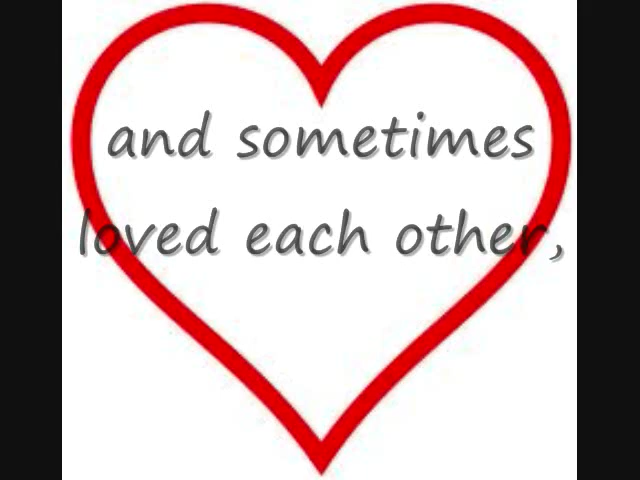 and sometimes
loved each other,